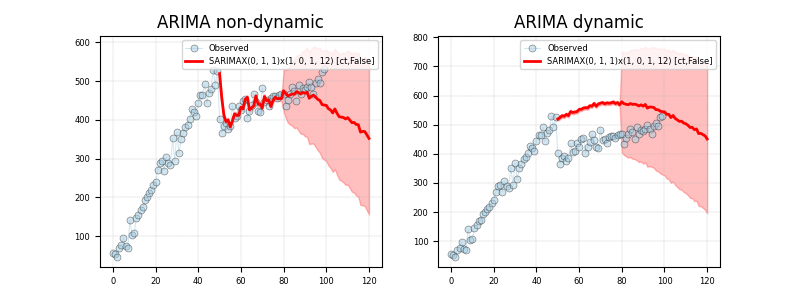 ARIMA non-dynamic
Observed
SARIMAX(0, 1, 1)x(1, 0, 1, 12) [ct,False]
600
500
400
300
200
100
0 20 40 60 80 100 120
ARIMA dynamic
Observed
SARIMAX(0, 1, 1)x(1, 0, 1, 12) [ct,False]
800
700
600
500
400
300
200
100
0 20 40 60 80 100 120